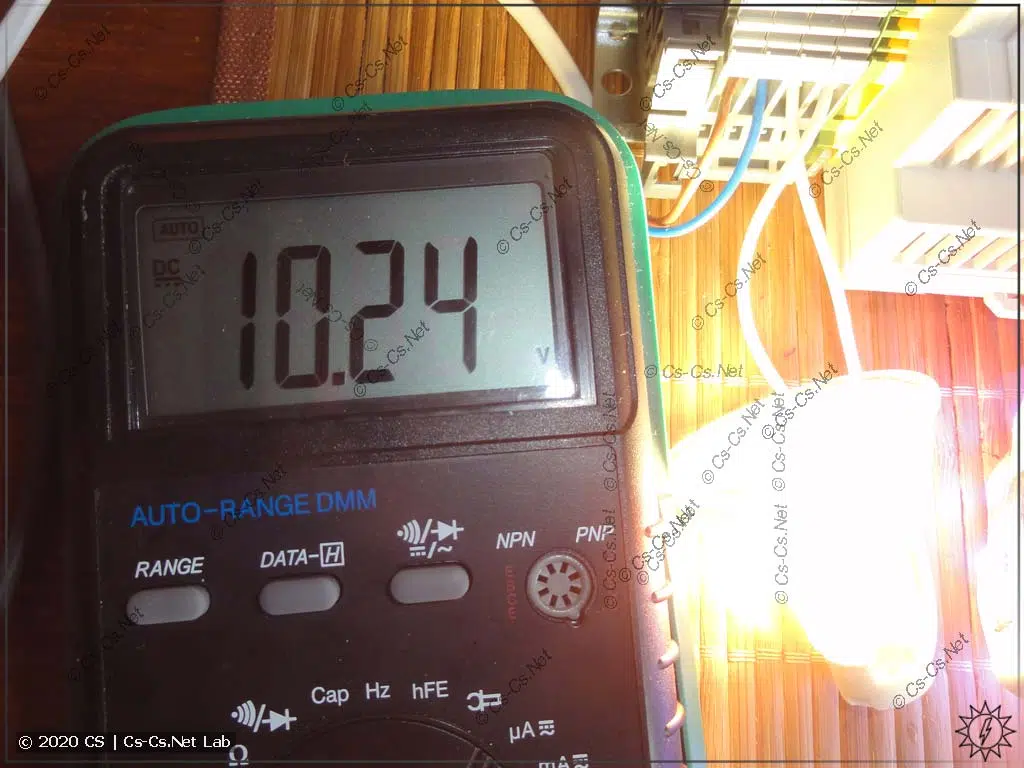 AUTO
DC
10.24
V
AUTO-RANGE DMM
RANGE
DATA-H
NPN
PNP
Cap
Hz
hFE
Ω
µA
mA
© Cs-Cs.Net
© 2020 CS | Cs-Cs.Net Lab